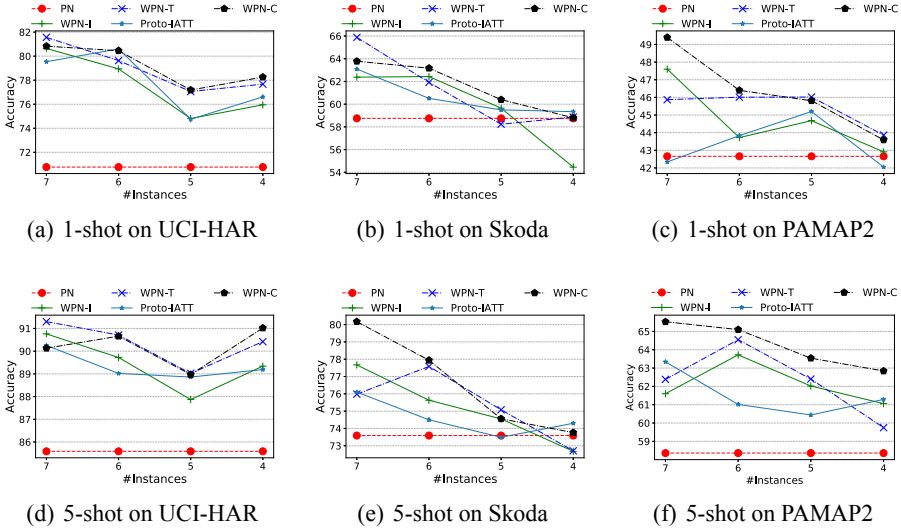 PN WPN-T WPN-C
WPN-I Proto-IATT
82
80
78
76
74
72
Accuracy
7 6 5 4
#Instances
(a) 1-shot on UCI-HAR
PN WPN-T WPN-C
WPN-I Proto-IATT
66
64
62
60
58
56
54
Accuracy
7 6 5 4
#Instances
(b) 1-shot on Skoda
PN WPN-T WPN-C
WPN-I Proto-IATT
49
48
47
46
45
44
43
42
Accuracy
7 6 5 4
#Instances
(c) 1-shot on PAMAP2
PN WPN-T WPN-C
WPN-I Proto-IATT
91
90
89
88
87
86
Accuracy
7 6 5 4
#Instances
(d) 5-shot on UCI-HAR
PN WPN-T WPN-C
WPN-I Proto-IATT
80
79
78
77
76
75
74
73
Accuracy
7 6 5 4
#Instances
(e) 5-shot on Skoda
PN WPN-T WPN-C
WPN-I Proto-IATT
65
64
63
62
61
60
59
Accuracy
7 6 5 4
#Instances
(f) 5-shot on PAMAP2